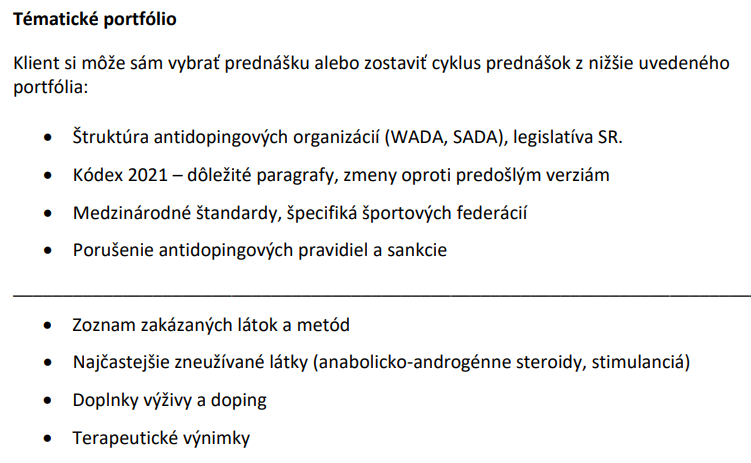 Tématické portfólio
Klient si môže sám vybrať prednášku alebo zostaviť cyklus prednášok z nižšie uvedeného
portfólia:
• Štruktúra antidopingových organizácií (WADA, SADA), legislatíva SR.
• Kódex 2021 – dôležité paragrafy, zmeny oproti predošlým verziám
• Medzinárodné štandardy, špecifiká športových federácií
• Porušenie antidopingových pravidiel a sankcie
• Zoznam zakázaných látok a metód
• Najčastejšie zneužívané látky (anabolicko-androgénne steroidy, stimulanciá)
• Doplnky výživy a doping
• Terapeutické výnimky